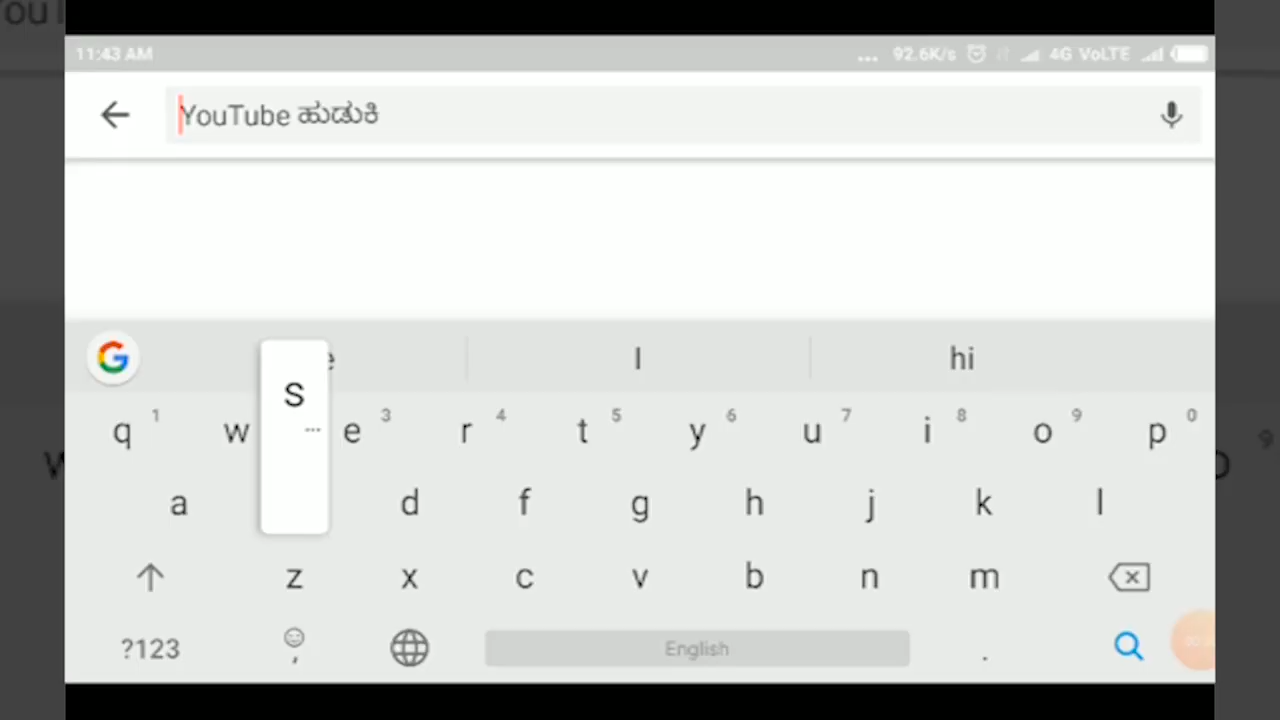 11:43 AM ... 92.6K/s 4G VoLTE
YouTube ಹುಡುಕಿ
I hi
S
...
q 1 w e 3 r 4 t 5 y 6 u 7 i 8 o 9 p 0
a d f g h j k l
z x c v b n m
?123 , English .